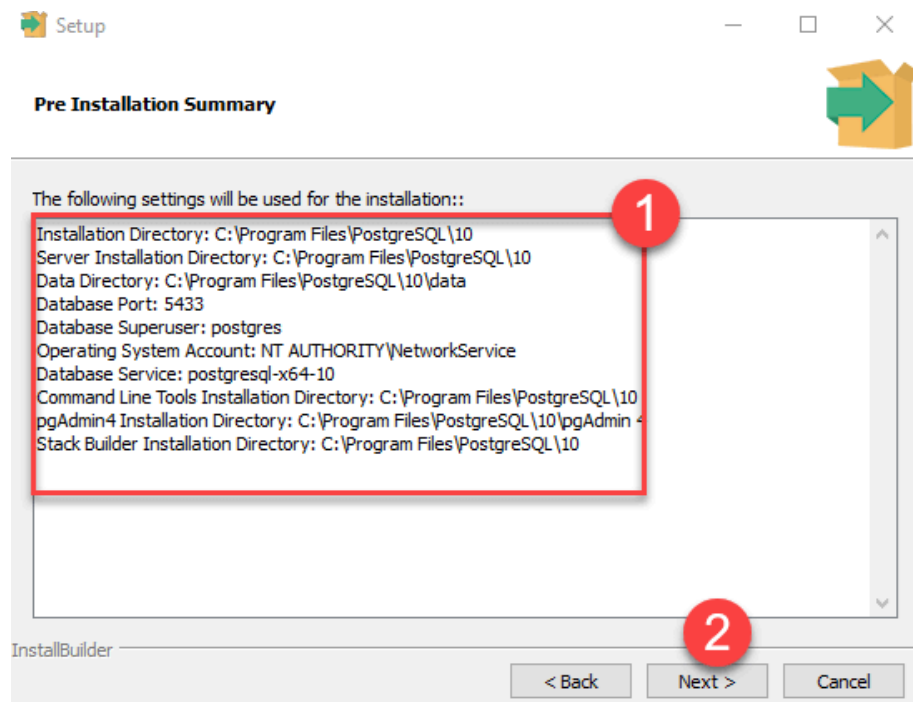 Setup
Pre Installation Summary
The following settings will be used for the installation::
1
Installation Directory: C:\Program Files\PostgreSQL\10
Server Installation Directory: C:\Program Files\PostgreSQL\10
Data Directory: C:\Program Files\PostgreSQL\10\data
Database Port: 5433
Database Superuser: postgres
Operating System Account: NT AUTHORITY\NetworkService
Database Service: postgresql-x64-10
Command Line Tools Installation Directory: C:\Program Files\PostgreSQL\10
pgAdmin4 Installation Directory: C:\Program Files\PostgreSQL\10\pgAdmin 4
Stack Builder Installation Directory: C:\Program Files\PostgreSQL\10
2
InstallBuilder
< Back Next > Cancel